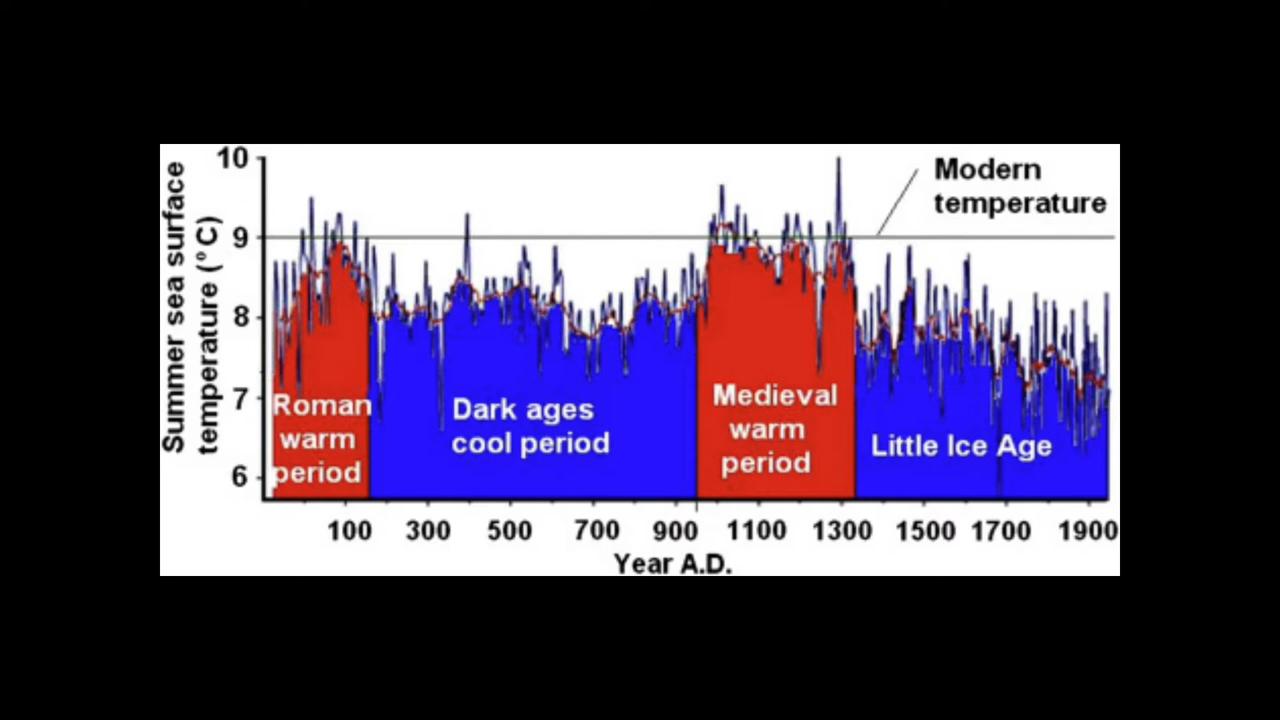 Summer sea surface
temperature (°C)
10
9
8
7
6
Modern
temperature
Roman
warm
period
Dark ages
cool period
Medieval
warm
period
Little Ice Age
100 300 500 700 900 1100 1300 1500 1700 1900
Year A.D.